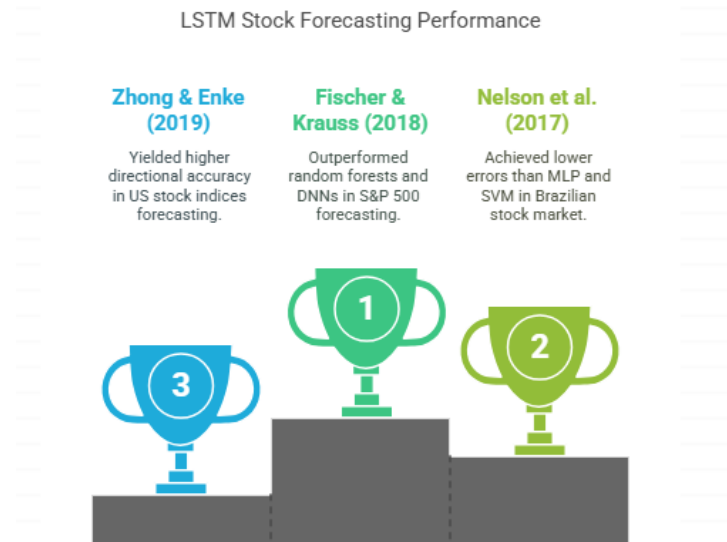 LSTM Stock Forecasting Performance
Zhong & Enke
(2019)
Yielded higher
directional accuracy
in US stock indices
forecasting.
Fischer &
Krauss (2018)
Outperformed
random forests and
DNNs in S&P 500
forecasting.
Nelson et al.
(2017)
Achieved lower
errors than MLP and
SVM in Brazilian
stock market.
3
1
2